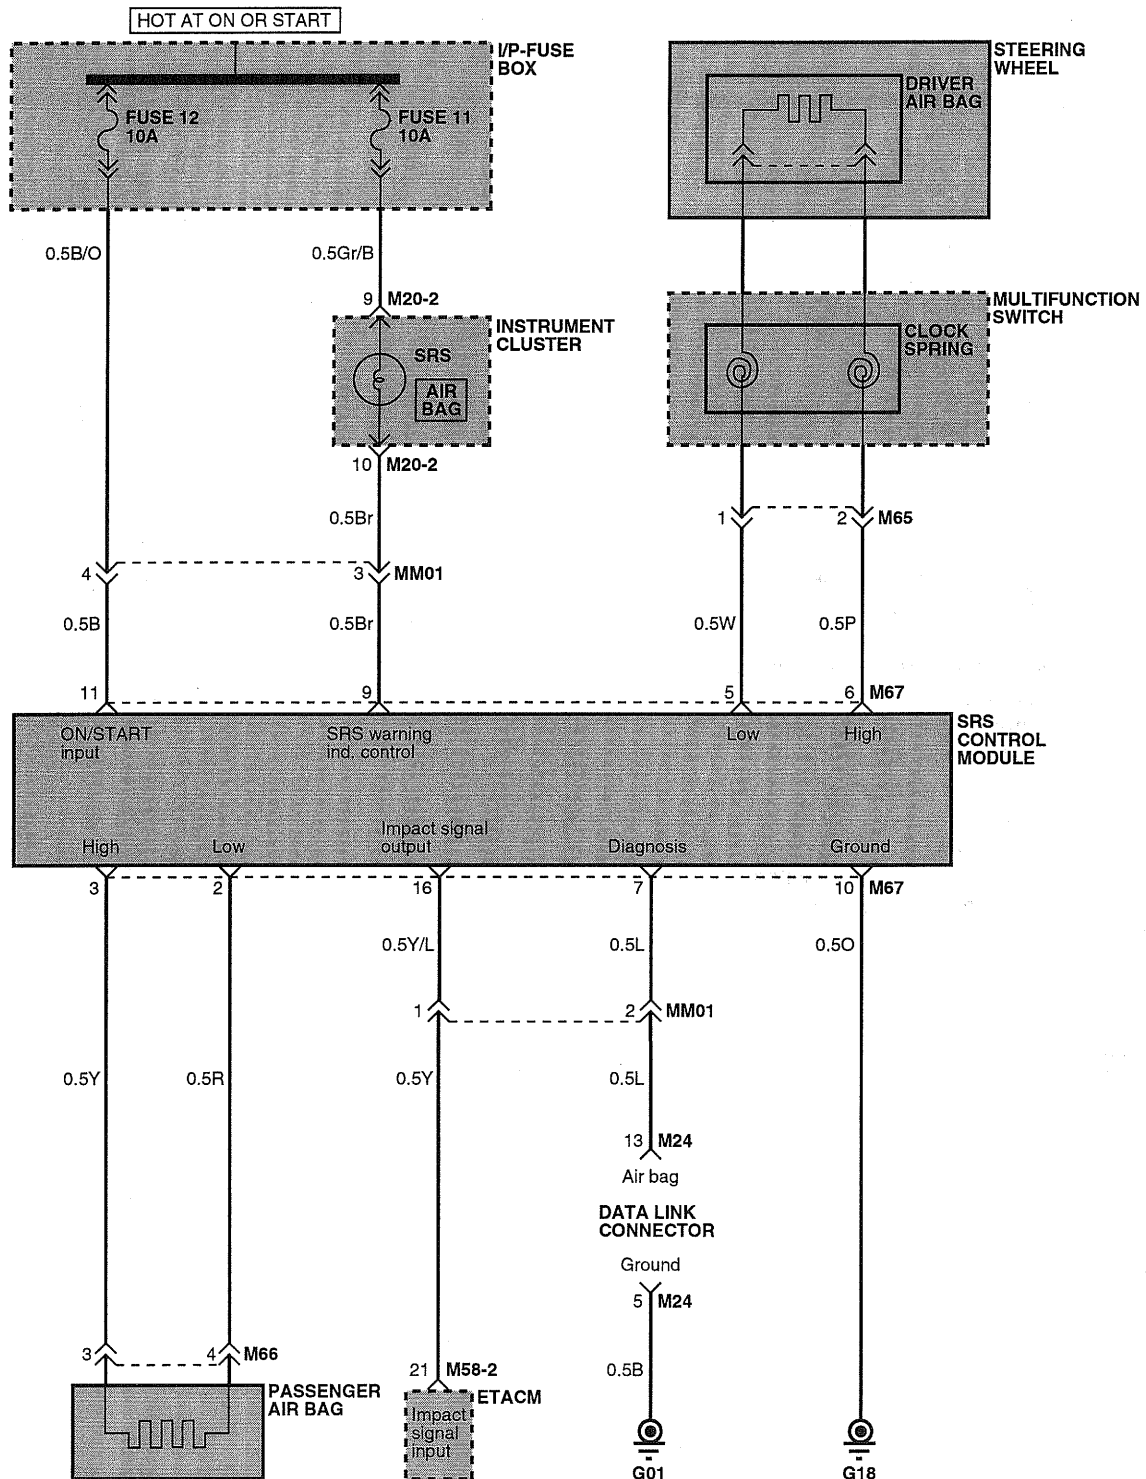 HOT AT ON OR START
I/P-FUSE
BOX
FUSE 12
10A
FUSE 11
10A
STEERING
WHEEL
DRIVER
AIR BAG
0.5B/O
0.5Gr/B
9 M20-2
INSTRUMENT
CLUSTER
SRS
AIR
BAG
10 M20-2
MULTIFUNCTION
SWITCH
CLOCK
SPRING
0.5Br
1 2 M65
4 3 MM01
0.5B 0.5Br 0.5W 0.5P
11 9 5 6 M67
ON/START
input
SRS warning
ind. control
Low
High
SRS
CONTROL
MODULE
High
Low
Impact signal
output
Diagnosis
Ground
3 2 16 7 10 M67
0.5Y/L 0.5L 0.5O
1 2 MM01
0.5Y 0.5R 0.5Y 0.5L
13 M24
Air bag
DATA LINK
CONNECTOR
Ground
5 M24
3 4 M66
PASSENGER
AIR BAG
21 M58-2
ETACM
Impact
signal
input
0.5B
G01
G18